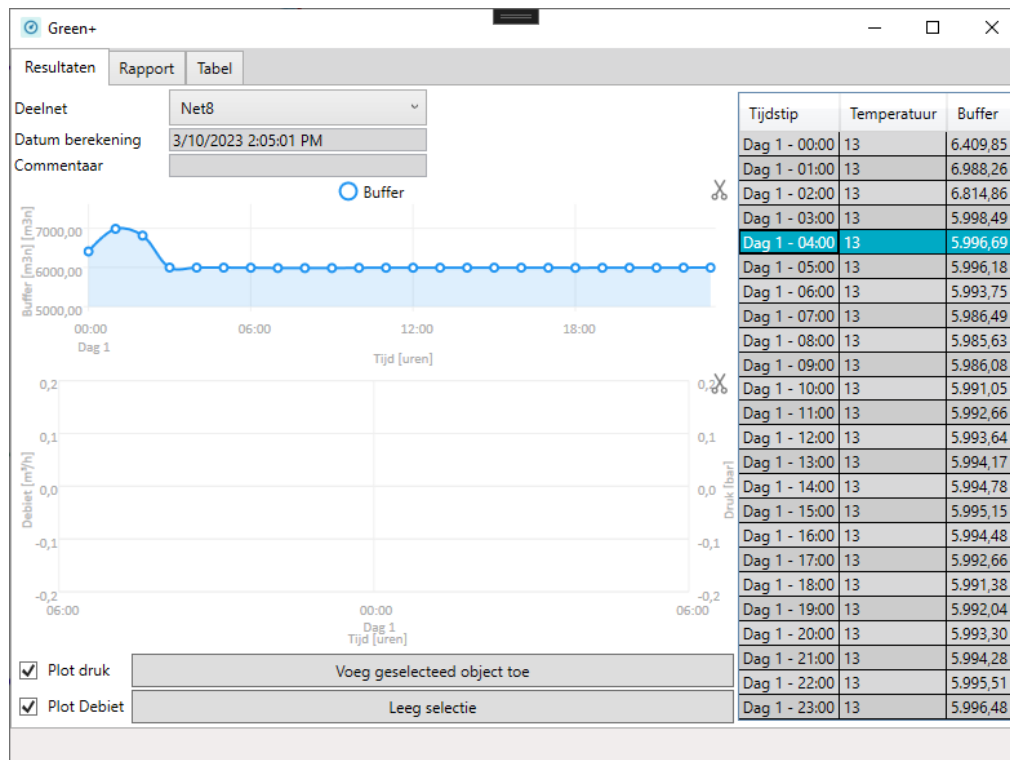 Green+
Resultaten Rapport Tabel
Deelnet Net8
Datum berekening 3/10/2023 2:05:01 PM
Commentaar
Buffer
Buffer [m3n] [m3n]
7000,00
6000,00
5000,00
00:00 06:00 12:00 18:00
Dag 1
Tijd [uren]
0,2 0,2
0,1 0,1
0,0 0,0
-0,1 -0,1
-0,2 -0,2
Debiet [m³/h]
Druk [bar]
06:00 00:00 06:00
Dag 1
Tijd [uren]
Plot druk Voeg geselecteed object toe
Plot Debiet Leeg selectie
Tijdstip Temperatuur Buffer
Dag 1 - 00:00 13 6.409,85
Dag 1 - 01:00 13 6.988,26
Dag 1 - 02:00 13 6.814,86
Dag 1 - 03:00 13 5.998,49
Dag 1 - 04:00 13 5.996,69
Dag 1 - 05:00 13 5.996,18
Dag 1 - 06:00 13 5.993,75
Dag 1 - 07:00 13 5.986,49
Dag 1 - 08:00 13 5.985,63
Dag 1 - 09:00 13 5.986,08
Dag 1 - 10:00 13 5.991,05
Dag 1 - 11:00 13 5.992,66
Dag 1 - 12:00 13 5.993,64
Dag 1 - 13:00 13 5.994,17
Dag 1 - 14:00 13 5.994,78
Dag 1 - 15:00 13 5.995,15
Dag 1 - 16:00 13 5.994,48
Dag 1 - 17:00 13 5.992,66
Dag 1 - 18:00 13 5.991,38
Dag 1 - 19:00 13 5.992,04
Dag 1 - 20:00 13 5.993,30
Dag 1 - 21:00 13 5.994,28
Dag 1 - 22:00 13 5.995,51
Dag 1 - 23:00 13 5.996,48